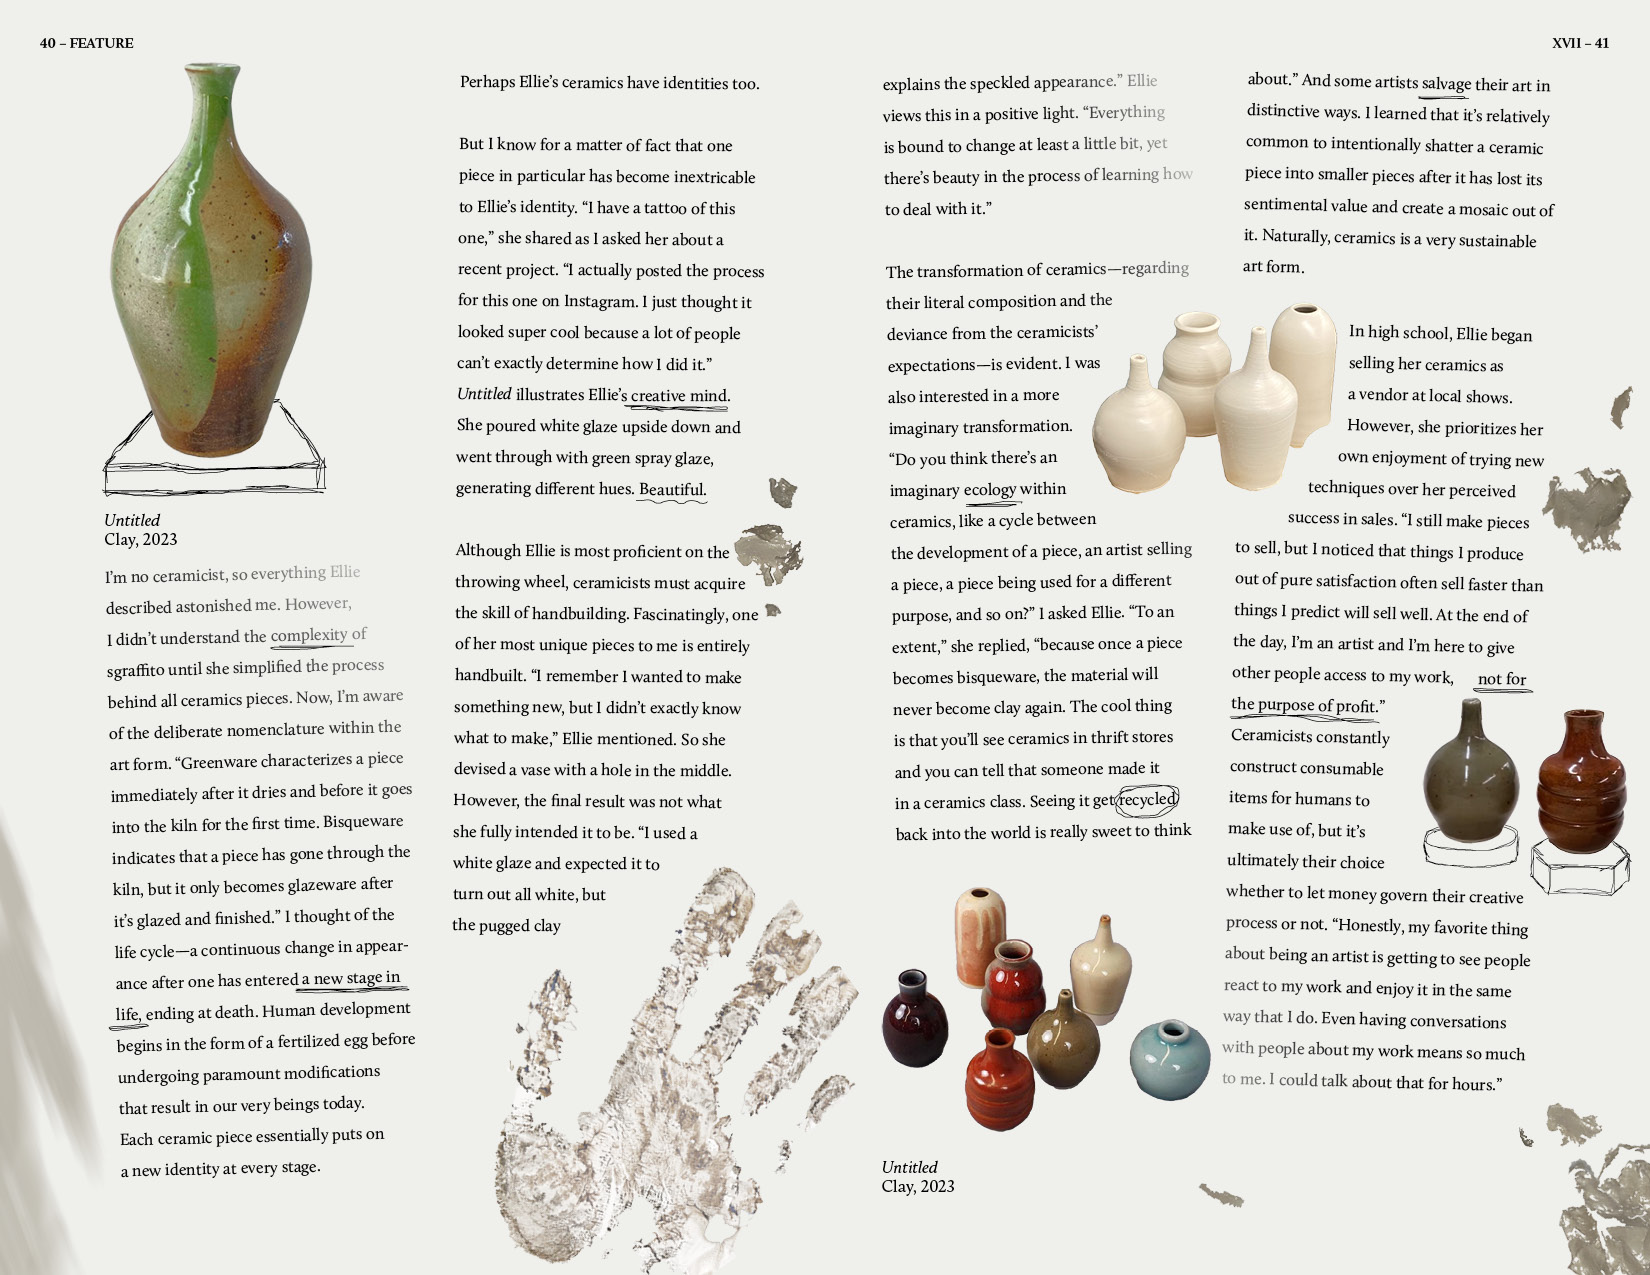 40 – FEATURE
Untitled
Clay, 2023
I’m no ceramicist, so everything Ellie
described astonished me. However,
I didn’t understand the complexity of
sgraffito until she simplified the process
behind all ceramics pieces. Now, I’m aware
of the deliberate nomenclature within the
art form. “Greenware characterizes a piece
immediately after it dries and before it goes
into the kiln for the first time. Bisqueware
indicates that a piece has gone through the
kiln, but it only becomes glazeware after
it’s glazed and finished.” I thought of the
life cycle—a continuous change in appear-
ance after one has entered a new stage in
life, ending at death. Human development
begins in the form of a fertilized egg before
undergoing paramount modifications
that result in our very beings today.
Each ceramic piece essentially puts on
a new identity at every stage.
Perhaps Ellie’s ceramics have identities too.
But I know for a matter of fact that one
piece in particular has become inextricable
to Ellie’s identity. “I have a tattoo of this
one,” she shared as I asked her about a
recent project. “I actually posted the process
for this one on Instagram. I just thought it
looked super cool because a lot of people
can’t exactly determine how I did it.”
Untitled illustrates Ellie’s creative mind.
She poured white glaze upside down and
went through with green spray glaze,
generating different hues. Beautiful.
Although Ellie is most proficient on the
throwing wheel, ceramicists must acquire
the skill of handbuilding. Fascinatingly, one
of her most unique pieces to me is entirely
handbuilt. “I remember I wanted to make
something new, but I didn’t exactly know
what to make,” Ellie mentioned. So she
devised a vase with a hole in the middle.
However, the final result was not what
she fully intended it to be. “I used a
white glaze and expected it to
turn out all white, but
the pugged clay
XVII – 41
explains the speckled appearance.” Ellie
views this in a positive light. “Everything
is bound to change at least a little bit, yet
there’s beauty in the process of learning how
to deal with it.”
The transformation of ceramics—regarding
their literal composition and the
deviance from the ceramicists’
expectations—is evident. I was
also interested in a more
imaginary transformation.
“Do you think there’s an
imaginary ecology within
ceramics, like a cycle between
the development of a piece, an artist selling
a piece, a piece being used for a different
purpose, and so on?” I asked Ellie. “To an
extent,” she replied, “because once a piece
becomes bisqueware, the material will
never become clay again. The cool thing
is that you’ll see ceramics in thrift stores
and you can tell that someone made it
in a ceramics class. Seeing it get recycled
back into the world is really sweet to think
Untitled
Clay, 2023
about.” And some artists salvage their art in
distinctive ways. I learned that it’s relatively
common to intentionally shatter a ceramic
piece into smaller pieces after it has lost its
sentimental value and create a mosaic out of
it. Naturally, ceramics is a very sustainable
art form.
In high school, Ellie began
selling her ceramics as
a vendor at local shows.
However, she prioritizes her
own enjoyment of trying new
techniques over her perceived
success in sales. “I still make pieces
to sell, but I noticed that things I produce
out of pure satisfaction often sell faster than
things I predict will sell well. At the end of
the day, I’m an artist and I’m here to give
other people access to my work, not for
the purpose of profit.”
Ceramicists constantly
construct consumable
items for humans to
make use of, but it’s
ultimately their choice
whether to let money govern their creative
process or not. “Honestly, my favorite thing
about being an artist is getting to see people
react to my work and enjoy it in the same
way that I do. Even having conversations
with people about my work means so much
to me. I could talk about that for hours.”